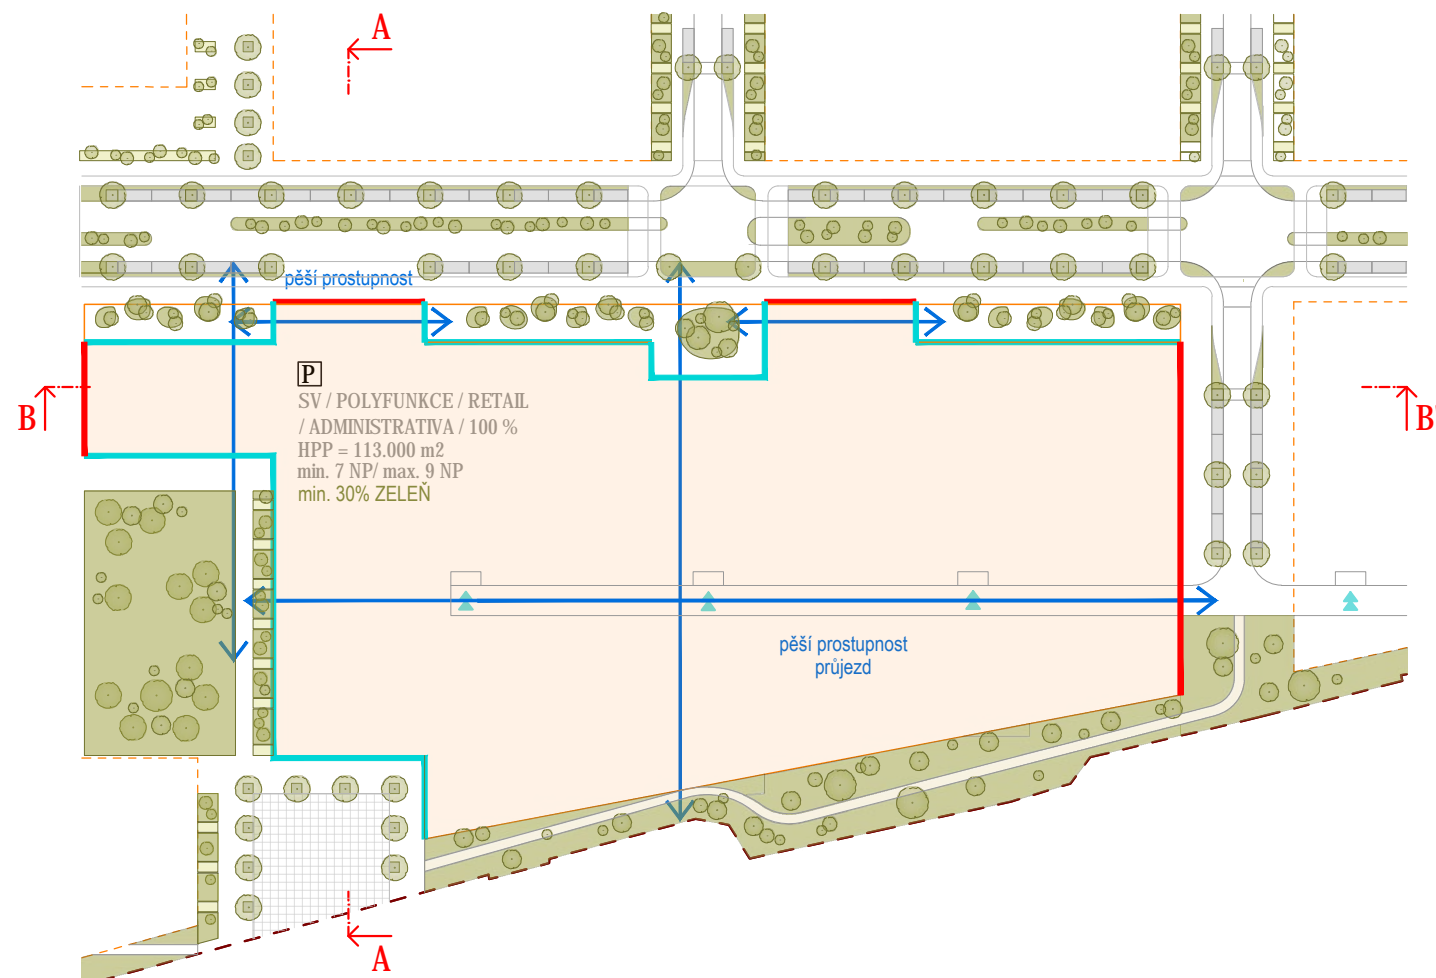 A
pěší prostupnost
P
SV / POLYFUNKCE / RETAIL
/ ADMINISTRATIVA / 100 %
HPP = 113.000 m2
min. 7 NP/ max. 9 NP
min. 30% ZELEŇ
B
B'
pěší prostupnost
průjezd
A